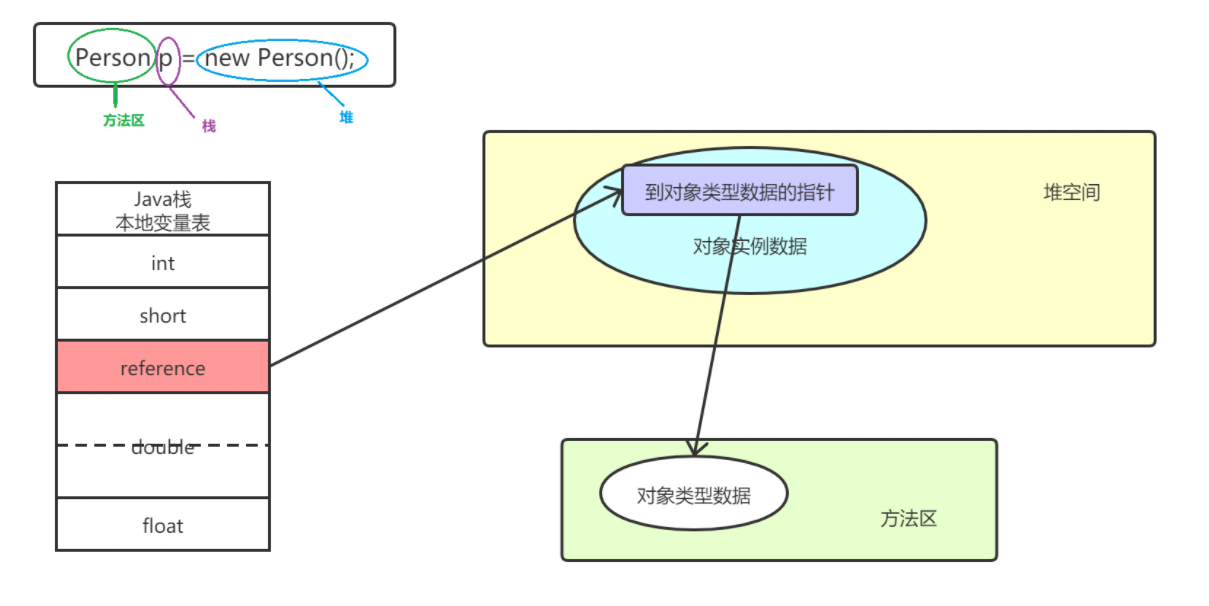 Person p = new Person();
方法区
栈
堆
Java栈
本地变量表
int
short
reference
double
float
到对象类型数据的指针
对象实例数据
堆空间
对象类型数据
方法区